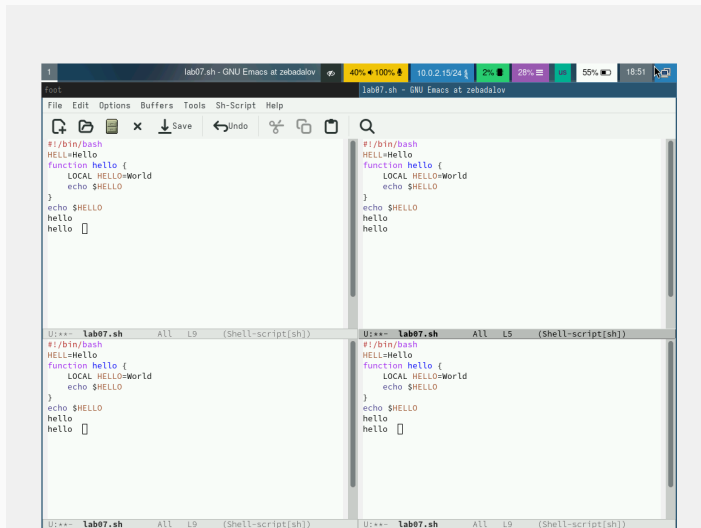 1 lab07.sh - GNU Emacs at zebadalov 40% 100% 10.0.2.15/24 2% 28% us 55% 18:51
foot lab07.sh - GNU Emacs at zebadalov
File Edit Options Buffers Tools Sh-Script Help
Save Undo
#!/bin/bash
HELL=Hello
function hello {
LOCAL HELLO=World
echo $HELLO
}
echo $HELLO
hello
hello
U:**- lab07.sh All L9 (Shell-script[sh])
#!/bin/bash
HELL=Hello
function hello {
LOCAL HELLO=World
echo $HELLO
}
echo $HELLO
hello
hello
U:**- lab07.sh All L5 (Shell-script[sh])
#!/bin/bash
HELL=Hello
function hello {
LOCAL HELLO=World
echo $HELLO
}
echo $HELLO
hello
hello
U:**- lab07.sh All L9 (Shell-script[sh])
#!/bin/bash
HELL=Hello
function hello {
LOCAL HELLO=World
echo $HELLO
}
echo $HELLO
hello
hello
U:**- lab07.sh All L9 (Shell-script[sh])